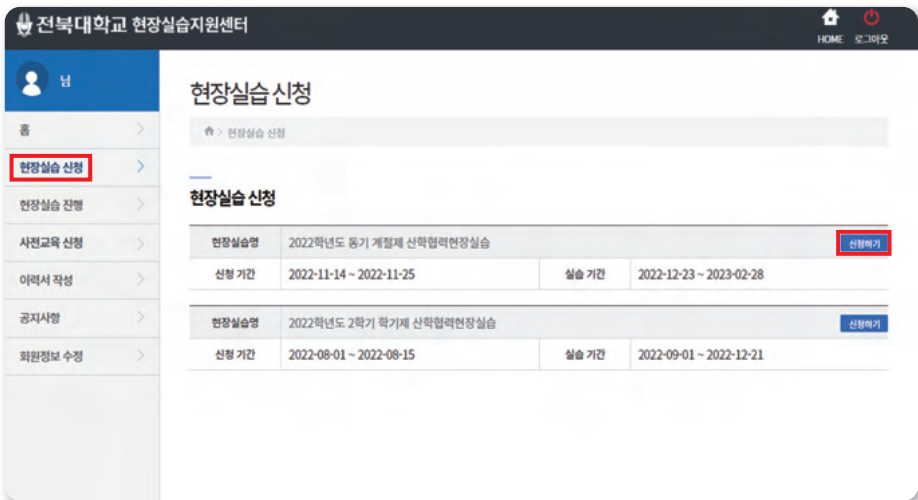 전북대학교 현장실습지원센터
HOME 로그아웃
님
홈
현장실습 신청
현장실습 진행
사전교육 신청
이력서 작성
공지사항
회원정보 수정
현장실습 신청
> 현장실습 신청
현장실습 신청
현장실습명 2022학년도 동기 계절제 산학협력현장실습 신청하기
신청 기간 2022-11-14 ~ 2022-11-25 실습 기간 2022-12-23 ~ 2023-02-28
현장실습명 2022학년도 2학기 학기제 산학협력현장실습 신청하기
신청 기간 2022-08-01 ~ 2022-08-15 실습 기간 2022-09-01 ~ 2022-12-21